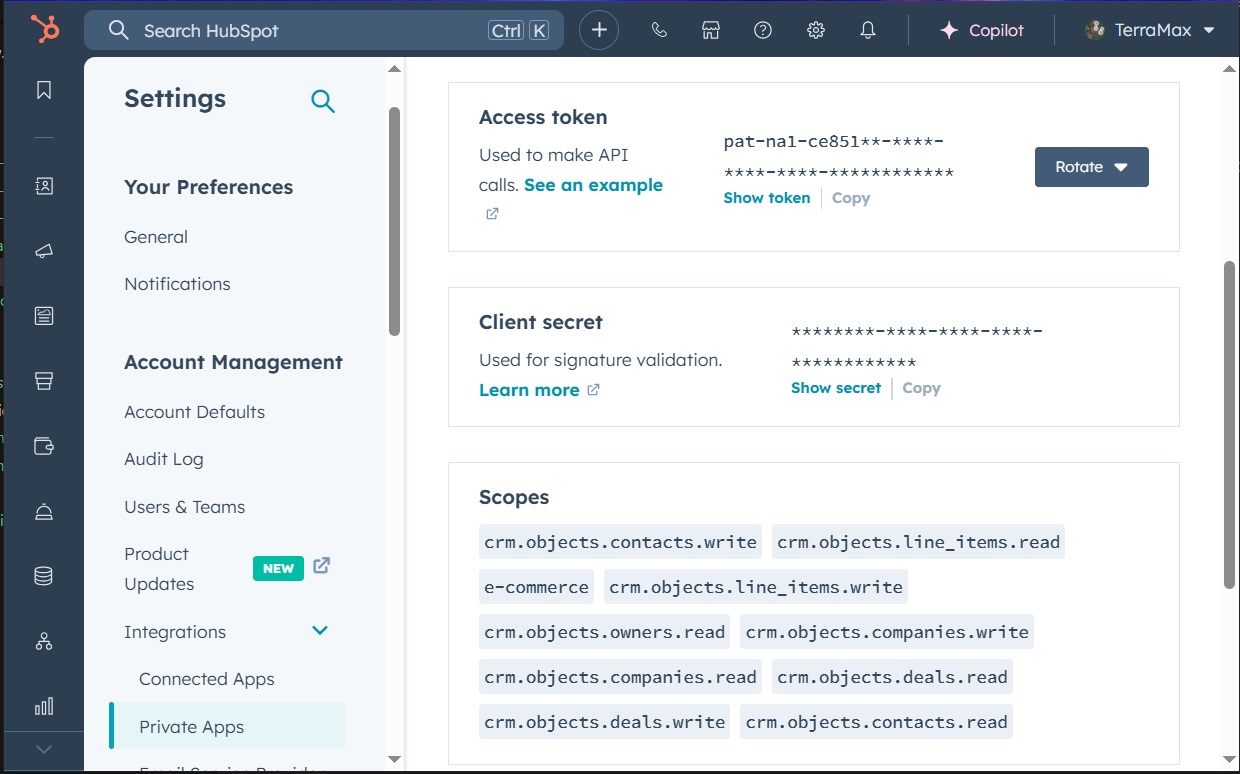 Search HubSpot
Ctrl K
Copilot
TerraMax
Settings
Your Preferences
General
Notifications
Account Management
Account Defaults
Audit Log
Users & Teams
Product
Updates
NEW
Integrations
Connected Apps
Private Apps
Email Service Provider
Access token
Used to make API
calls. See an example
pat-na1-ce851**-****-
****-****-************
Show token
Copy
Rotate
Client secret
Used for signature validation.
Learn more
********-****-****-****-
************
Show secret
Copy
Scopes
crm.objects.contacts.write crm.objects.line_items.read
e-commerce crm.objects.line_items.write
crm.objects.owners.read crm.objects.companies.write
crm.objects.companies.read crm.objects.deals.read
crm.objects.deals.write crm.objects.contacts.read